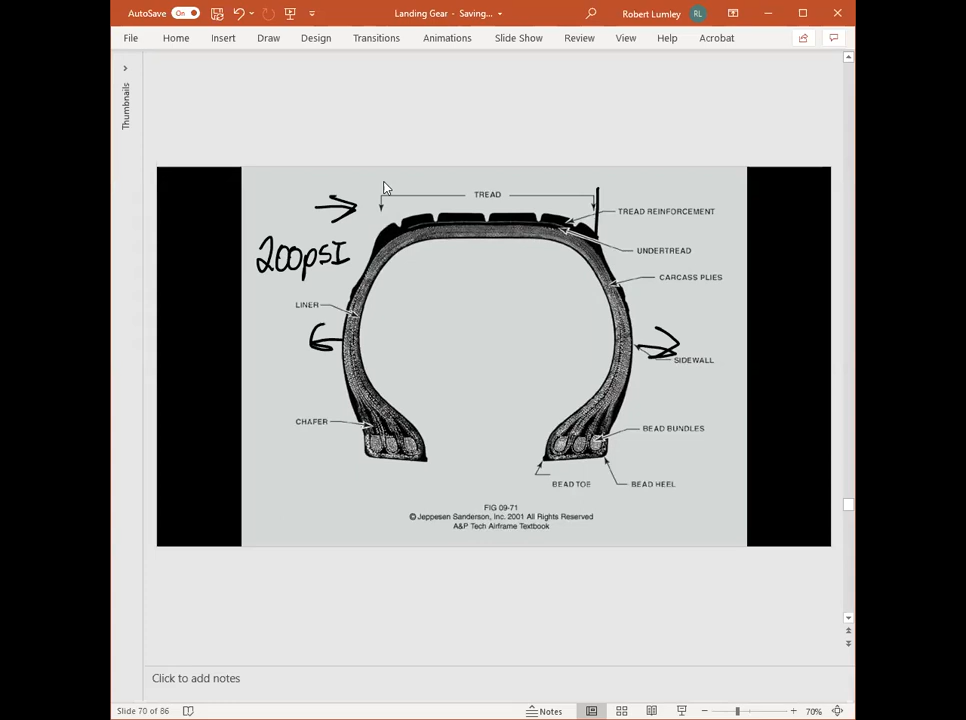 AutoSave On
Landing Gear - Saving...
Robert Lumley RL
File Home Insert Draw Design Transitions Animations Slide Show Review View Help Acrobat
Thumbnails
TREAD
TREAD REINFORCEMENT
200psI
UNDERTREAD
CARCASS PLIES
LINER
SIDEWALL
CHAFER
BEAD BUNDLES
BEAD TOE
BEAD HEEL
FIG 09-71
© Jeppesen Sanderson, Inc. 2001 All Rights Reserved
A&P Tech Airframe Textbook
Click to add notes
Slide 70 of 86
Notes
70%